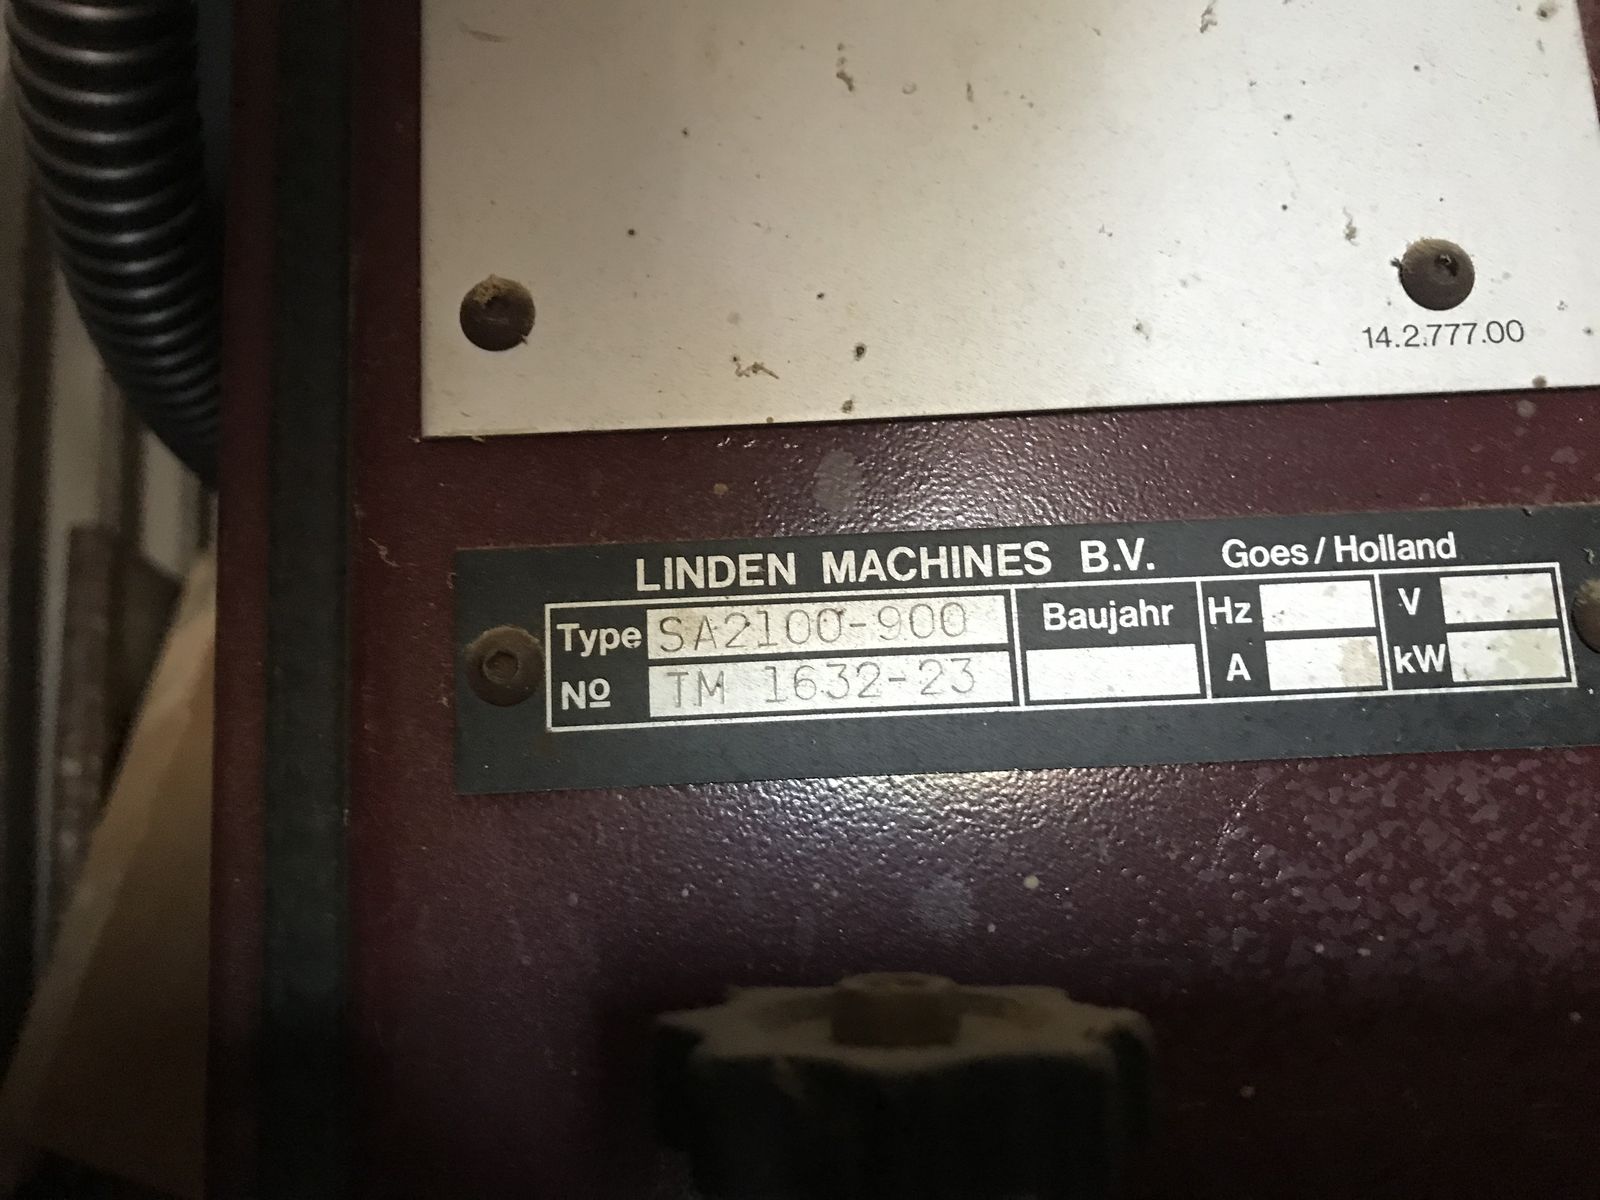 14.2.777.00
LINDEN MACHINES B.V. Goes/Holland
Type SA2100-900 Baujahr Hz V
Nº TM 1632-23 A kW